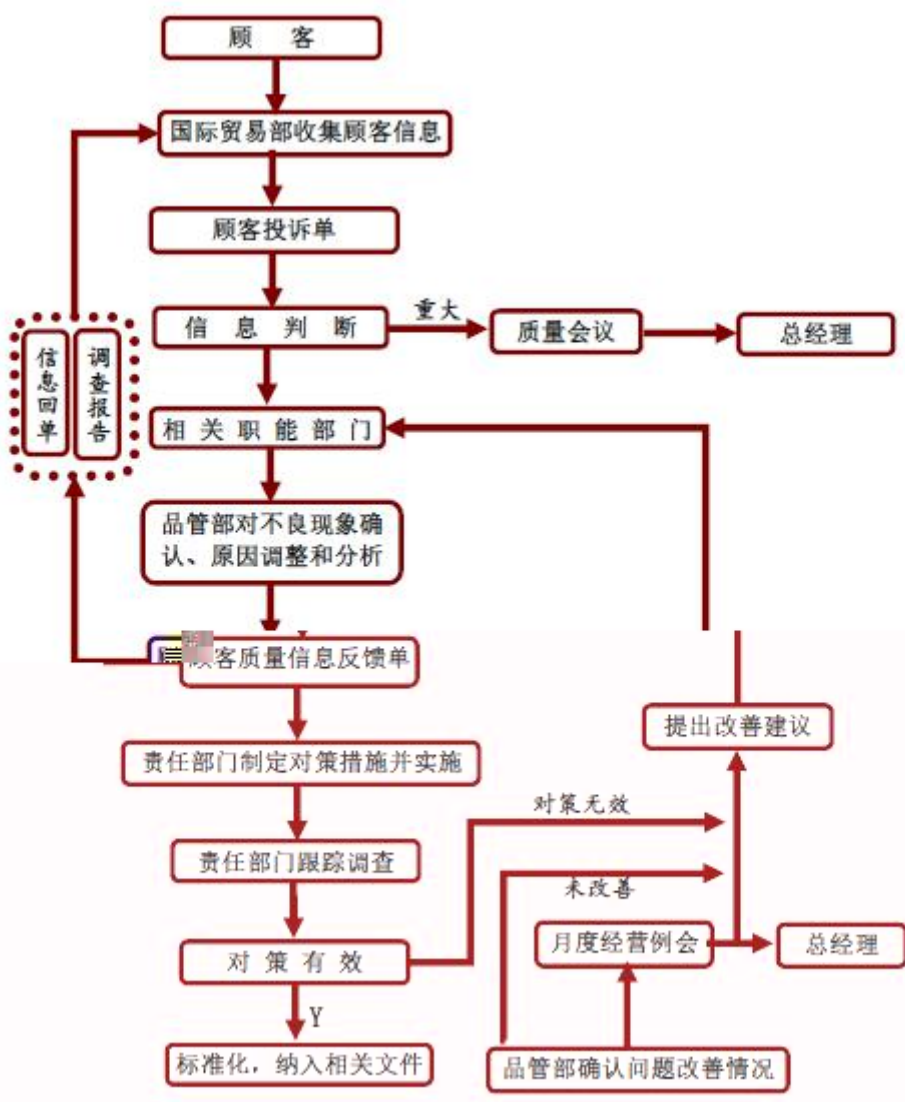 顾 客
国际贸易部收集顾客信息
顾客投诉单
信 息 判 断
重大
质量会议
总经理
信息回单
调查报告
相 关 职 能 部 门
品管部对不良现象确
认、原因调整和分析
顾客质量信息反馈单
提出改善建议
责任部门制定对策措施并实施
对策无效
责任部门跟踪调查
未改善
月度经营例会
总经理
对 策 有 效
Y
标准化，纳入相关文件
品管部确认问题改善情况